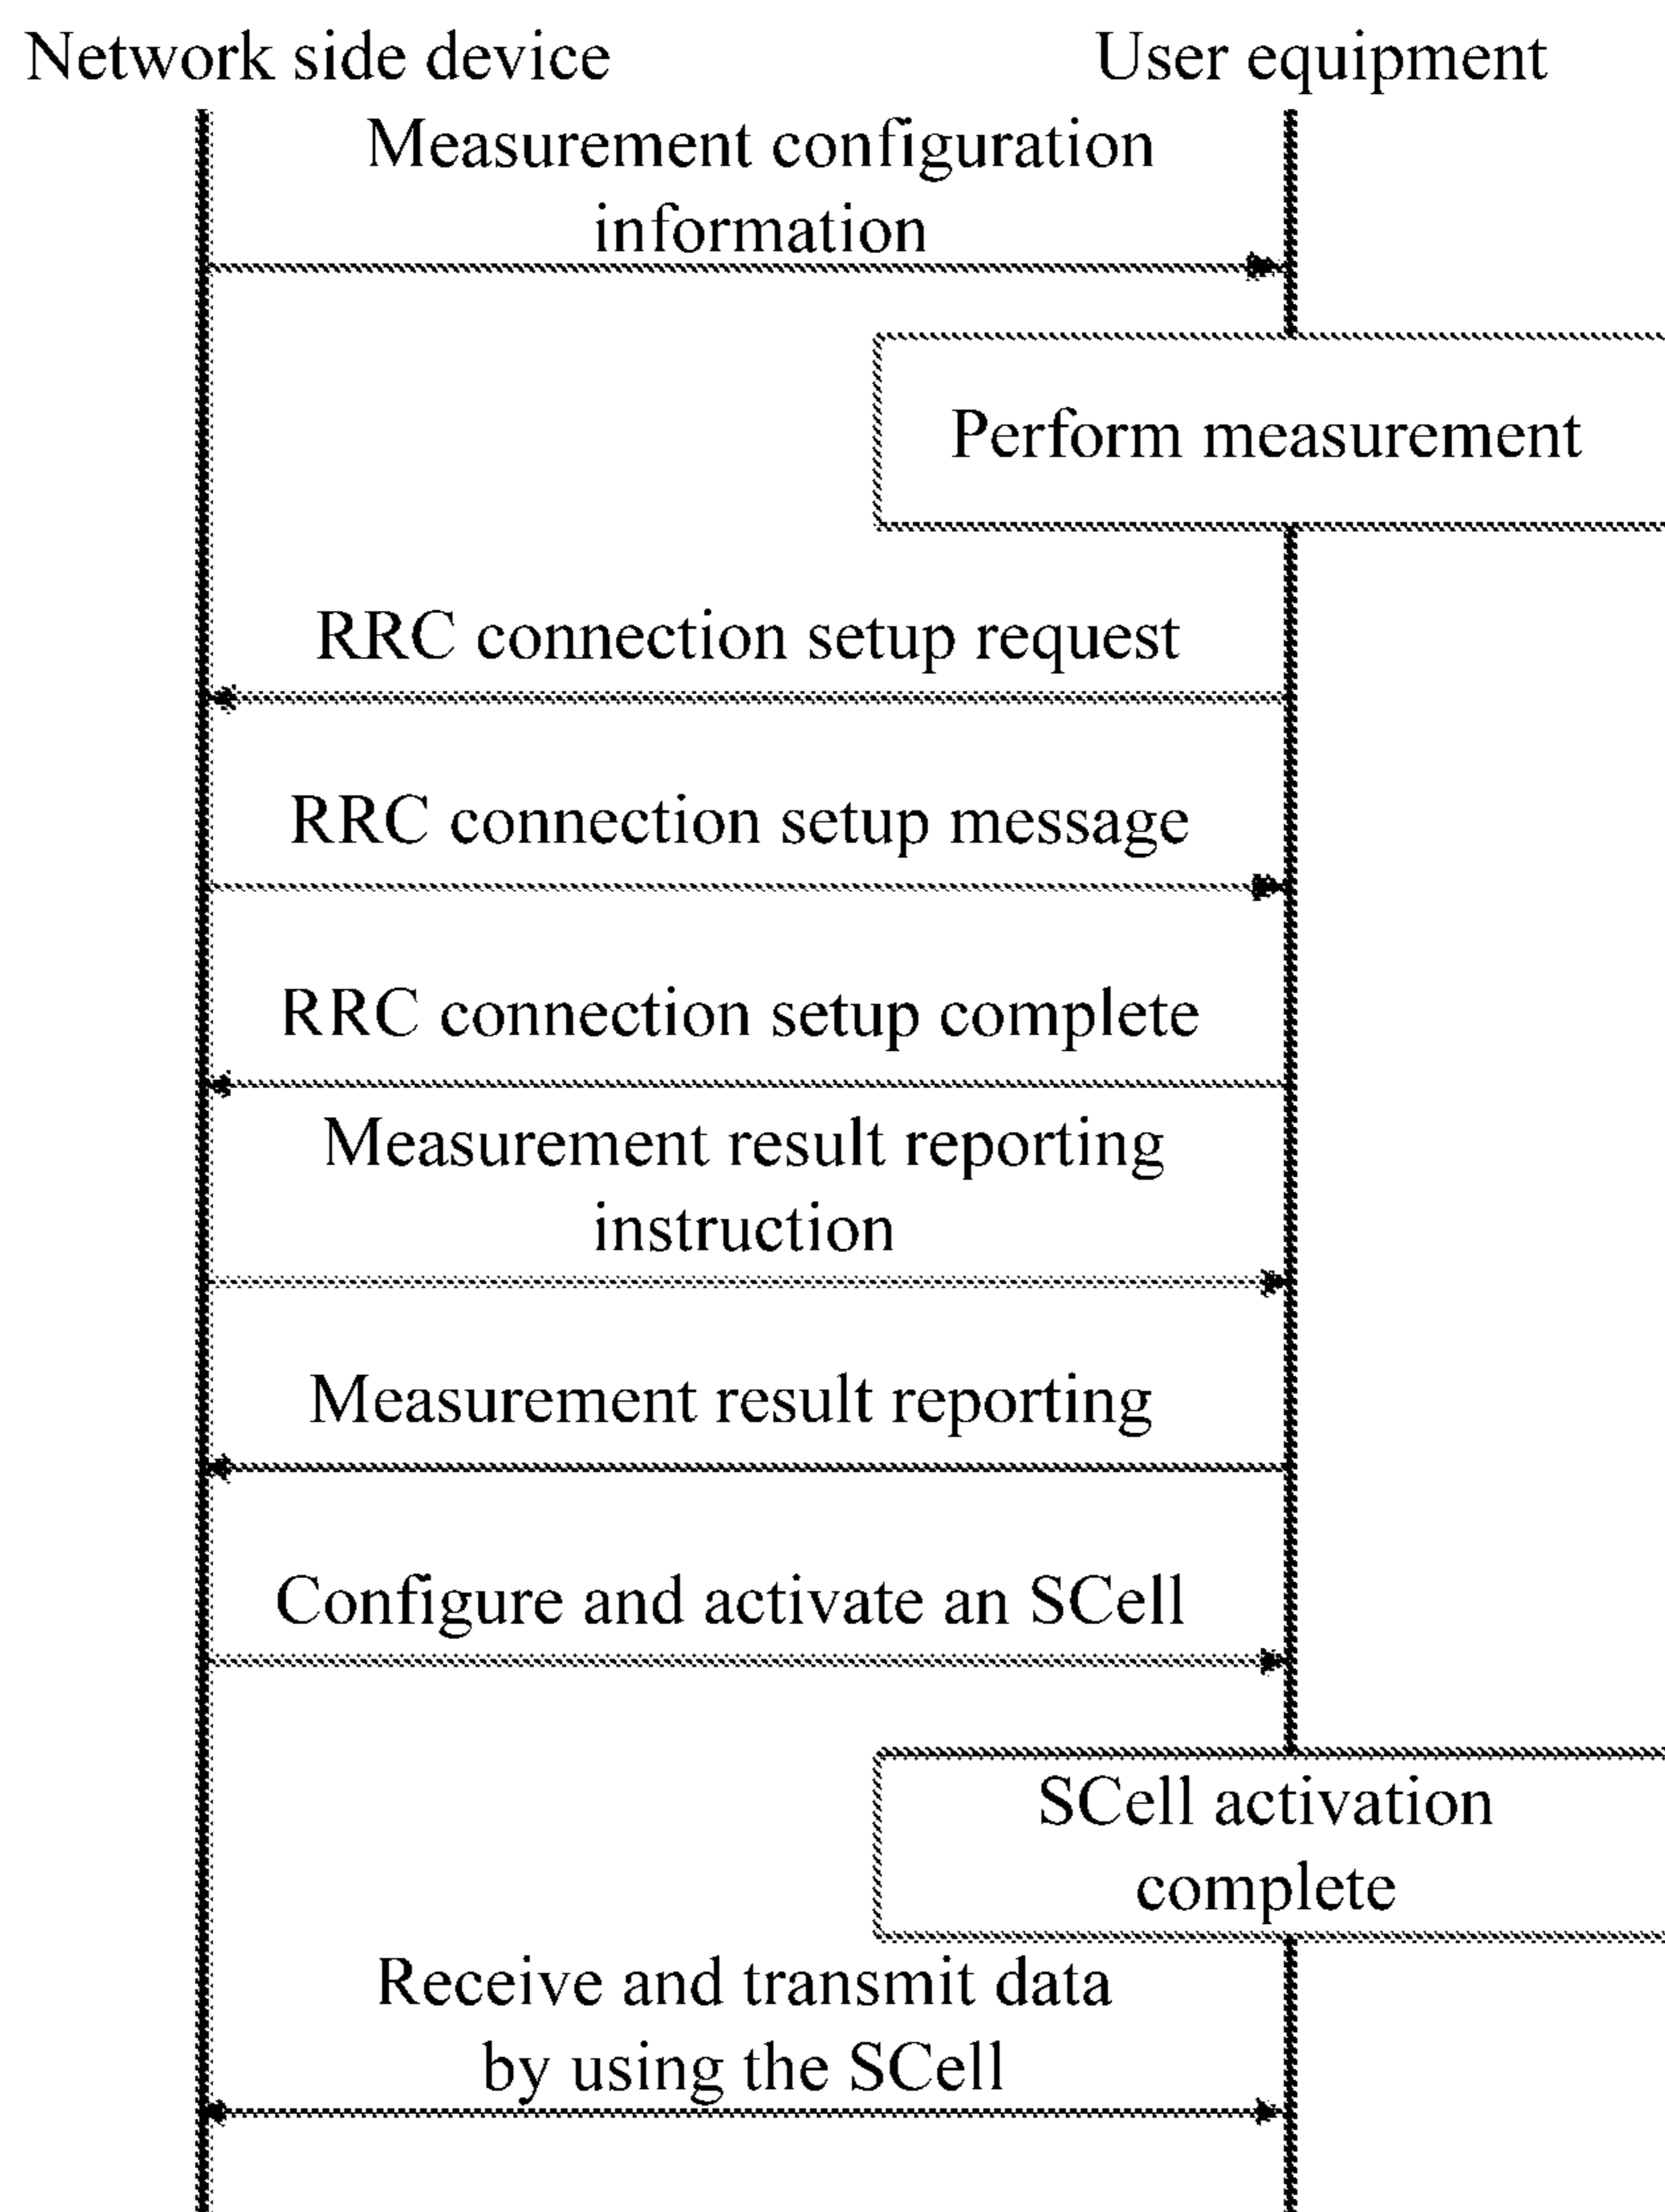 Network side device
User equipment
Measurement configuration
information
Perform measurement
RRC connection setup request
RRC connection setup message
RRC connection setup complete
Measurement result reporting
instruction
Measurement result reporting
Configure and activate an SCell
SCell activation
complete
Receive and transmit data
by using the SCell